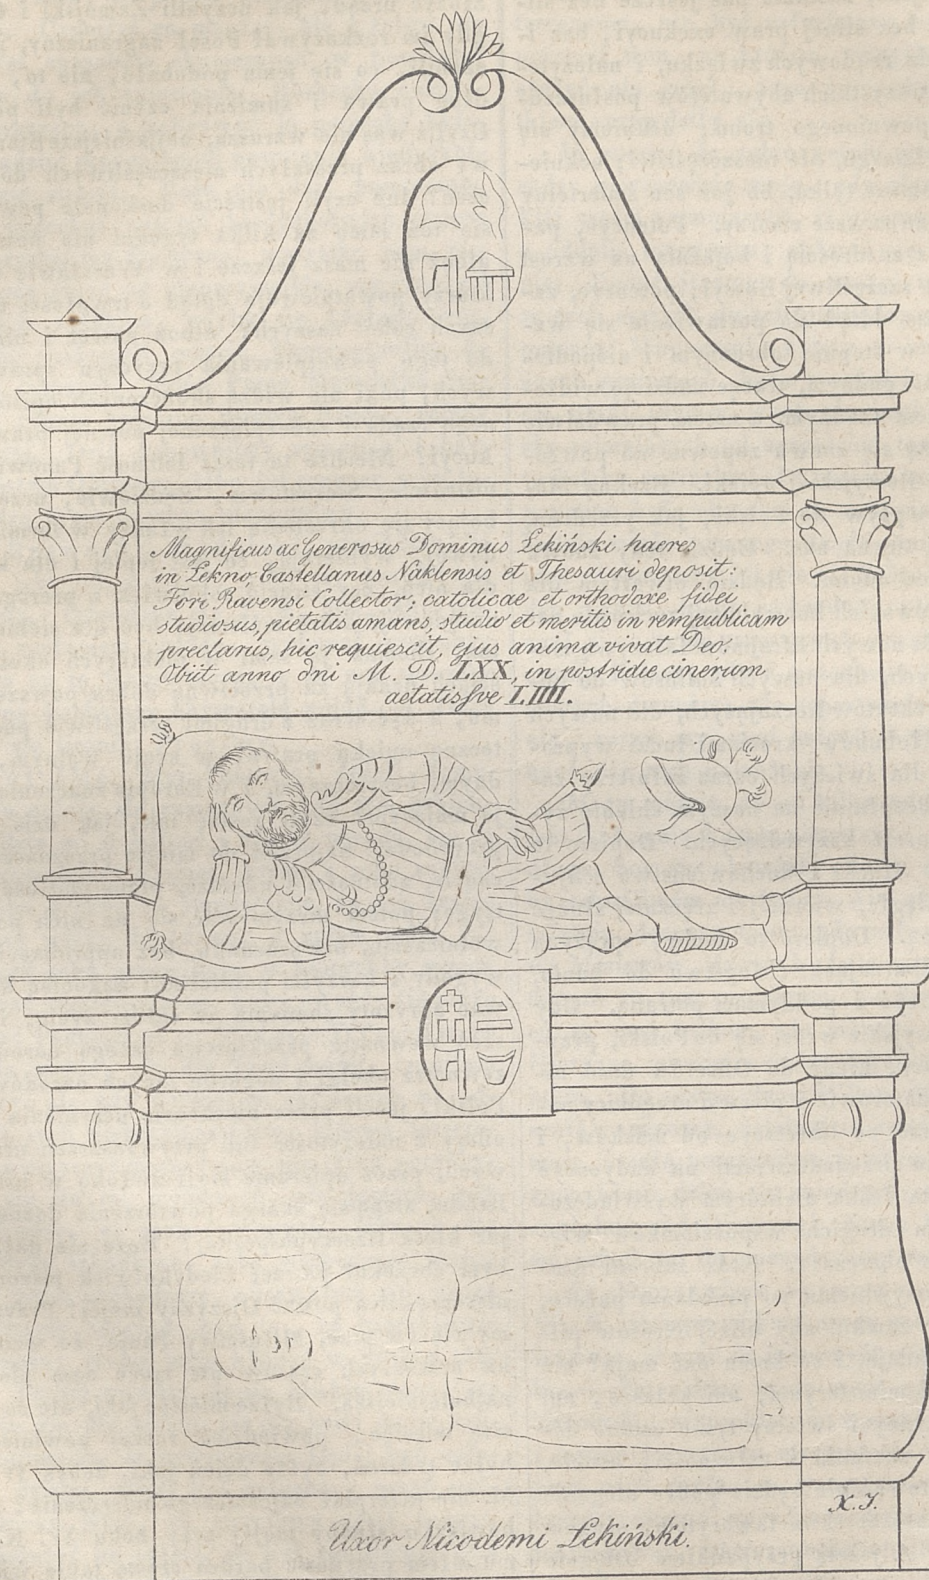 Magnificus ac Generosus Dominus Lekiński haeres
in Lekno, Castellanus Naklensis et Thesauri deposit:
Fori Ravensi Collector; catolicae et orthodoxe fidei
studiosus, pietatis amans, studio et meritis in rempublicam
preclarus, hic requiescit, ejus anima vivat Deo.
Obiit anno dni M. D. LXX, in postridie cinerum
aetatis sve LIIII.
X. J.
Uxor Nicodemi Lekiński.